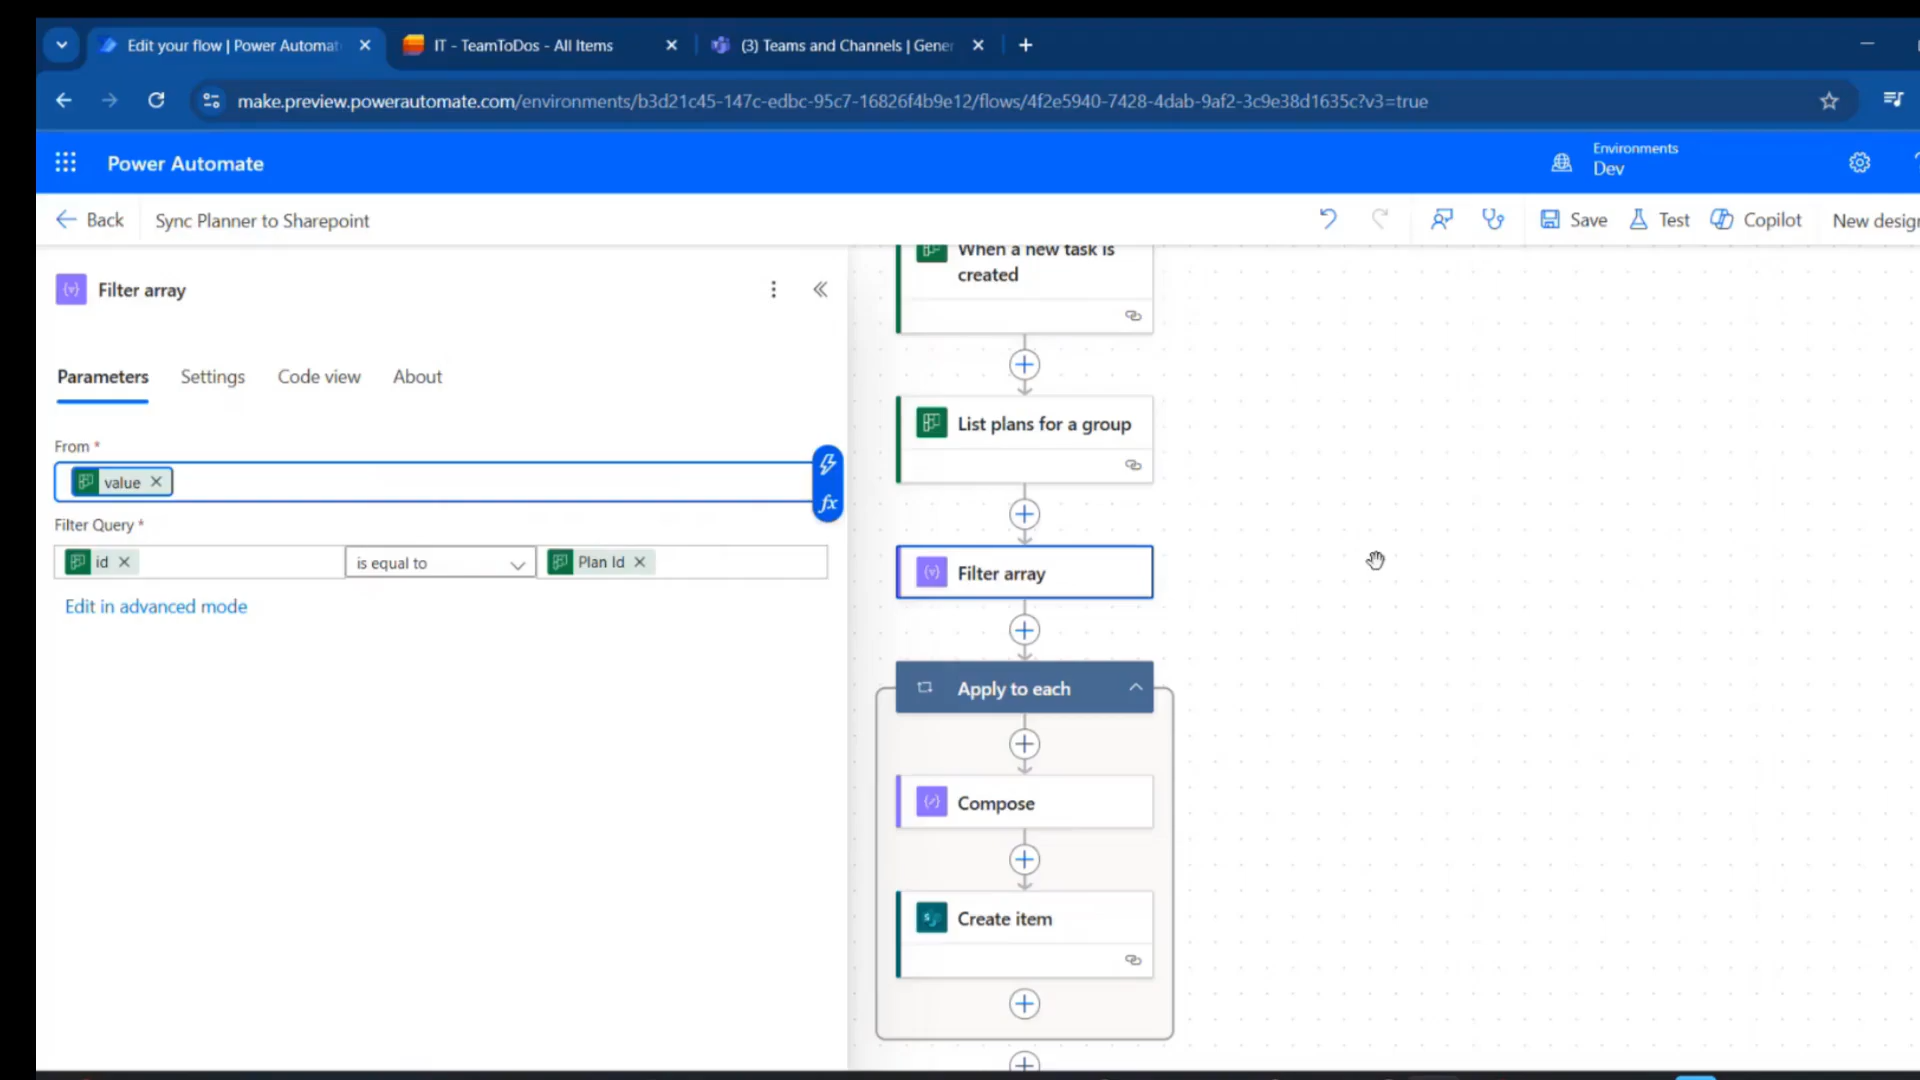 Edit your flow | Power Automat
IT - TeamToDos - All Items
(3) Teams and Channels | Gener
make.preview.powerautomate.com/environments/b3d21c45-147c-edbc-95c7-16826f4b9e12/flows/4f2e5940-7428-4dab-9af2-3c9e38d1635c?v3=true
Power Automate
Environments
Dev
Back
Sync Planner to Sharepoint
Save
Test
Copilot
New design
Filter array
Parameters
Settings
Code view
About
From *
value
fx
Filter Query *
id
is equal to
Plan Id
Edit in advanced mode
When a new task is
created
List plans for a group
Filter array
Apply to each
Compose
Create item